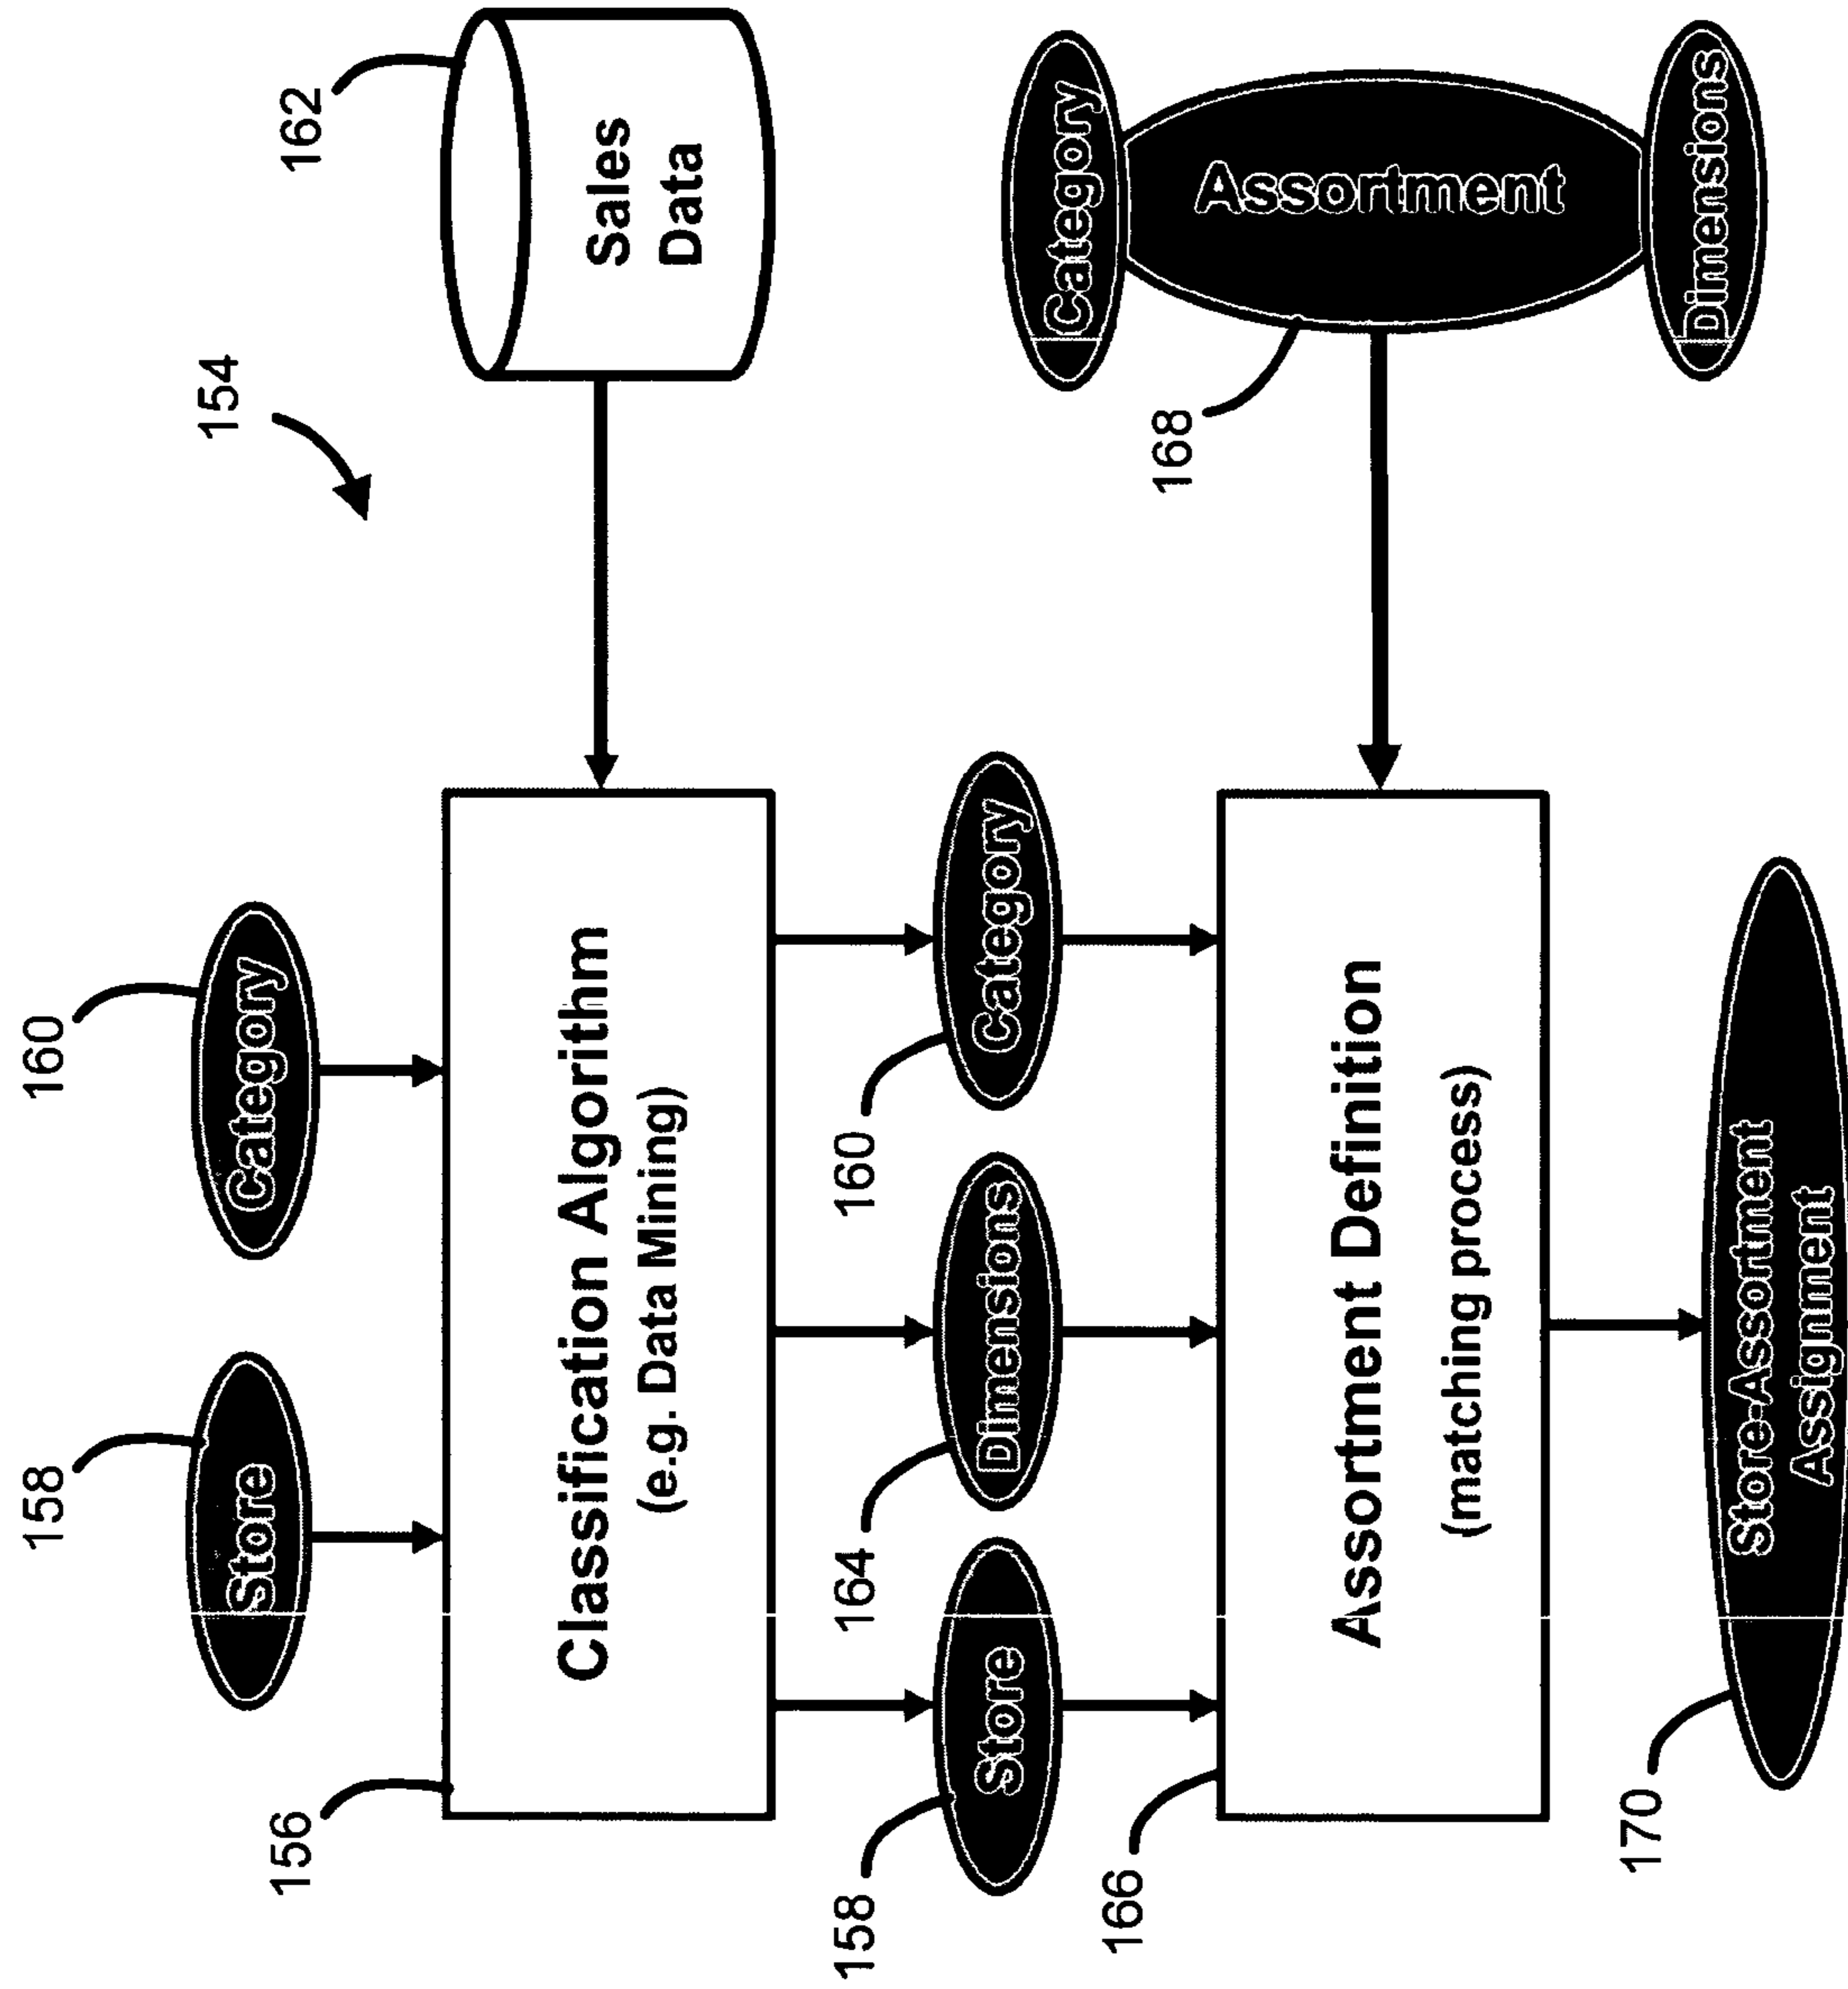 158
160
154
162
Store
Category
156
Classification Algorithm
(e.g. Data Mining)
Sales
Data
158
164
160
Store
Dimensions
Category
166
168
Assortment Definition
(matching process)
Category
Assortment
Dimensions
170
Store-Assortment
Assignment